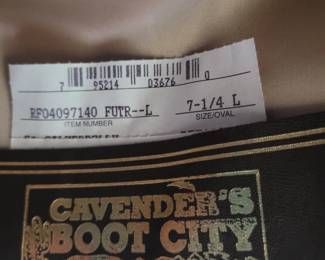 7 95214 03676 0
RF04097140 FUTR--L 7-1/4 L
ITEM NUMBER SIZE/OVAL
CAVENDER'S
BOOT CITY